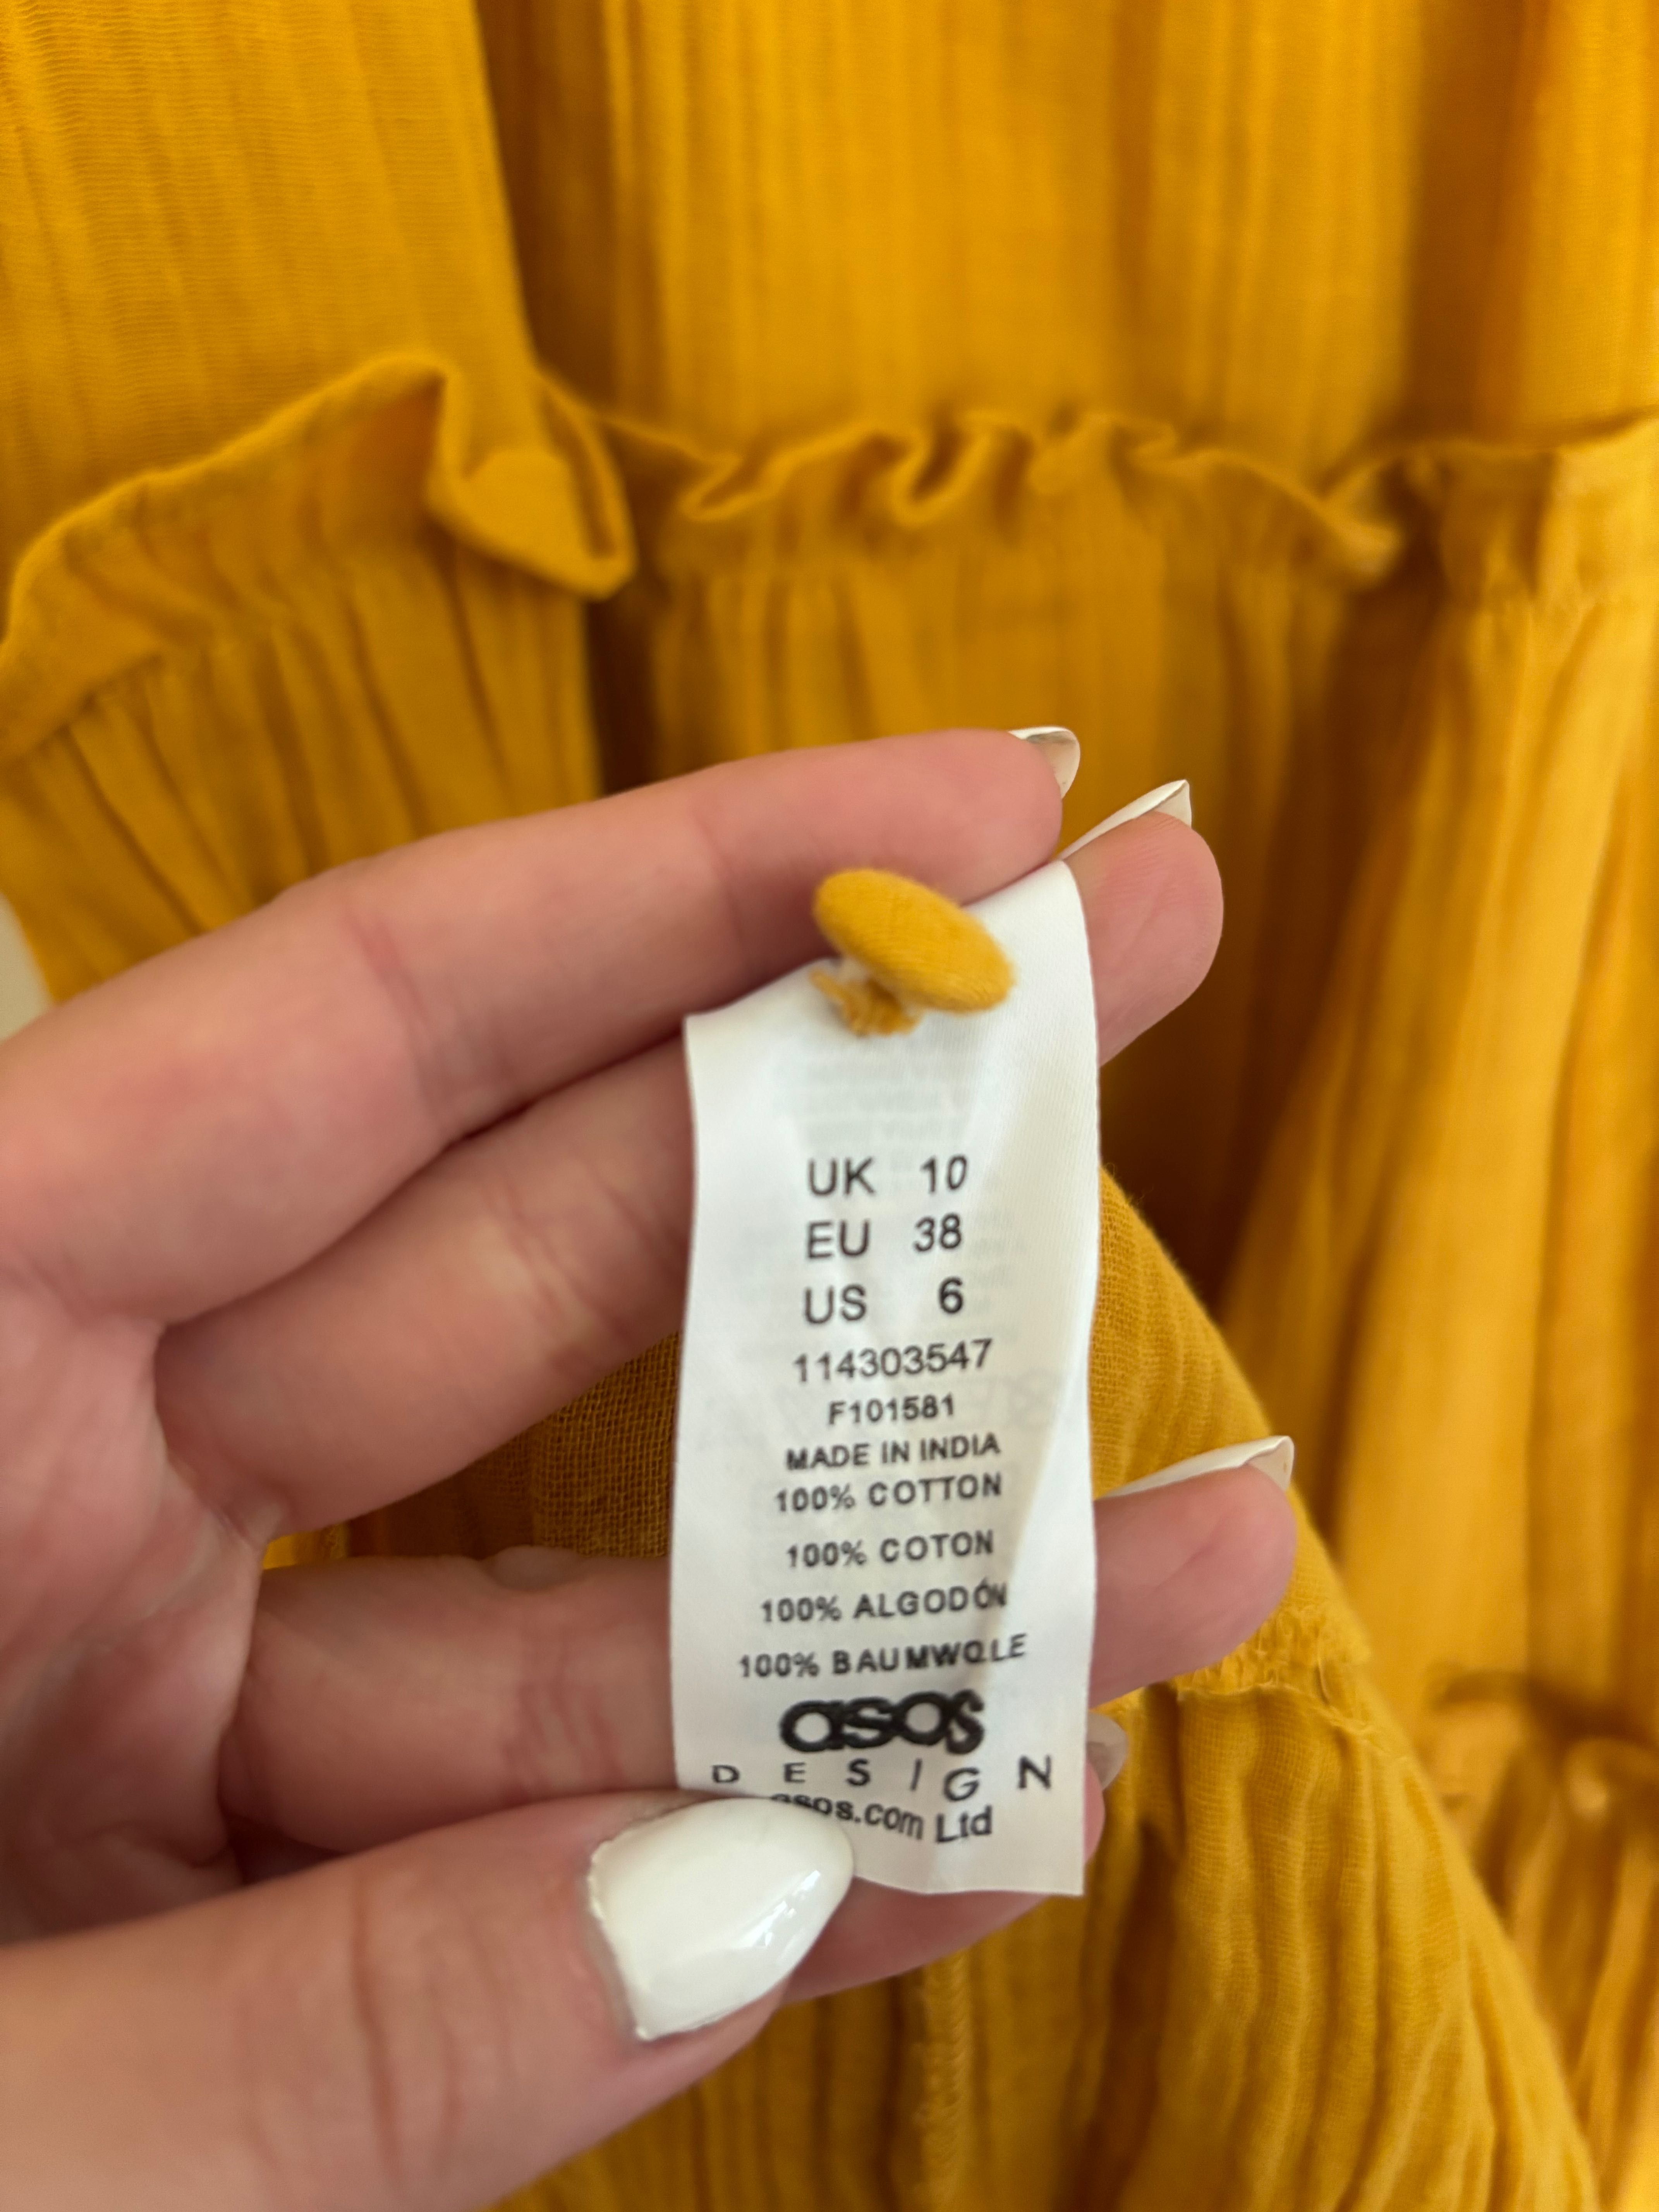 UK 10
EU 38
US 6
114303547
F101581
MADE IN INDIA
100% COTTON
100% COTON
100% ALGODÓN
100% BAUMWOLLE
asos
DESIGN
asos.com Ltd